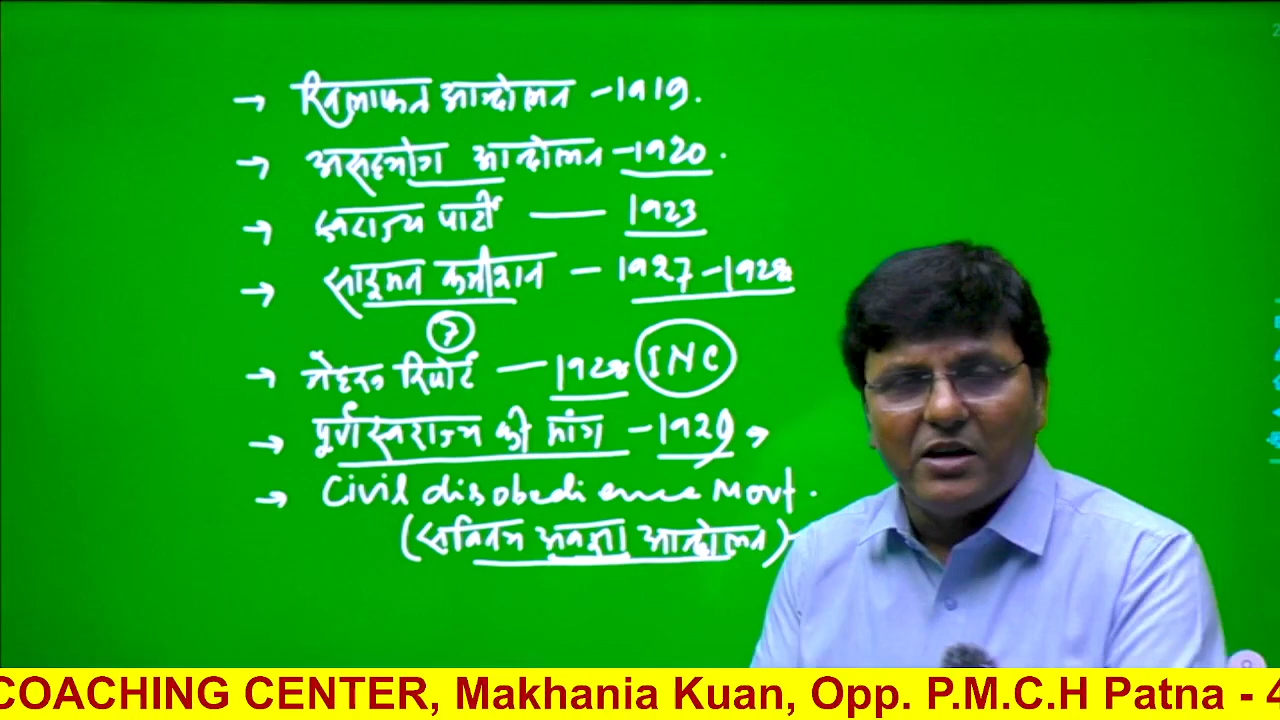 → खिलाफत आन्दोलन - 1919.
→ असहयोग आन्दोलन - 1920.
→ स्वराज्य पार्टी — 1923
→ साइमन कमीशन - 1927 - 1928
7
→ नेहरू रिपोर्ट — 1928 INC
→ पूर्ण स्वराज्य की मांग - 1929 →
→ Civil disobedience Movt.
(सविनय अवज्ञा आन्दोलन)
COACHING CENTER, Makhania Kuan, Opp. P.M.C.H Patna - 4